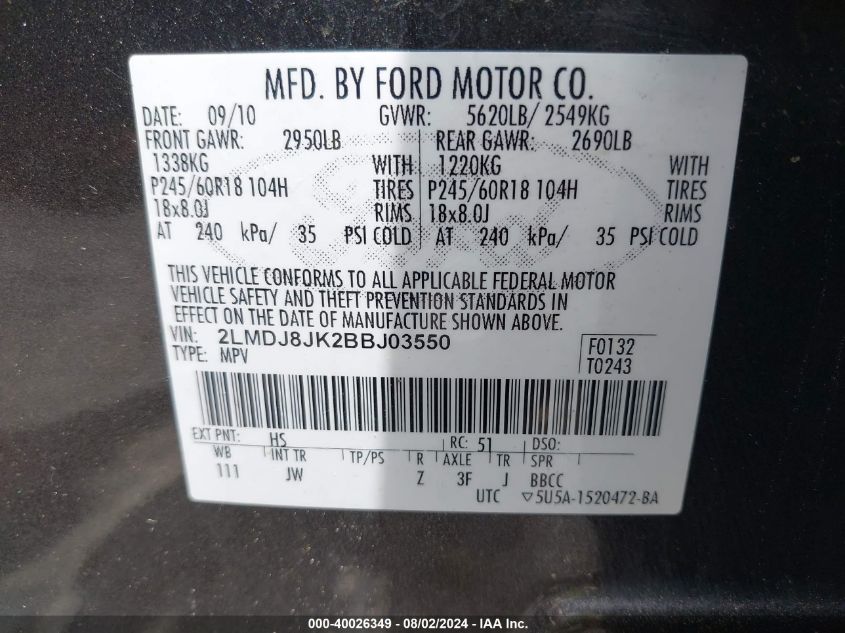 MFD. BY FORD MOTOR CO.
DATE: 09/10 GVWR: 5620LB/ 2549KG
FRONT GAWR: 2950LB REAR GAWR: 2690LB
1338KG WITH 1220KG WITH
P245/60R18 104H TIRES P245/60R18 104H TIRES
18x8.0J RIMS 18x8.0J RIMS
AT 240 kPa/ 35 PSI COLD AT 240 kPa/ 35 PSI COLD
THIS VEHICLE CONFORMS TO ALL APPLICABLE FEDERAL MOTOR
VEHICLE SAFETY AND THEFT PREVENTION STANDARDS IN
EFFECT ON THE DATE OF MANUFACTURE SHOWN ABOVE.
VIN: 2LMDJ8JK2BBJ03550 F0132
TYPE: MPV T0243
EXT PNT: HS RC: 51 DSO:
WB INT TR TP/PS R AXLE TR SPR
111 JW Z 3F J BBCC
UTC ▽5U5A-1520472-BA
000-40026349 - 08/02/2024 - IAA Inc.